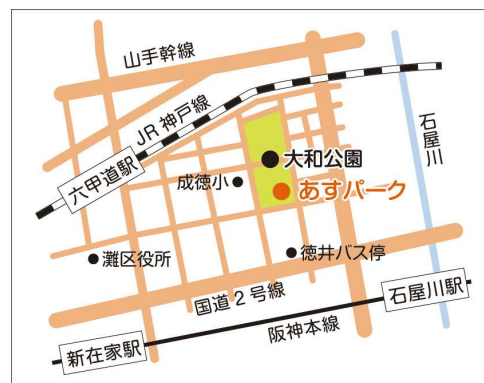 山手幹線
JR神戸線
六甲道駅
石屋川
大和公園
成徳小
あすパーク
灘区役所
徳井バス停
国道2号線
石屋川駅
阪神本線
新在家駅